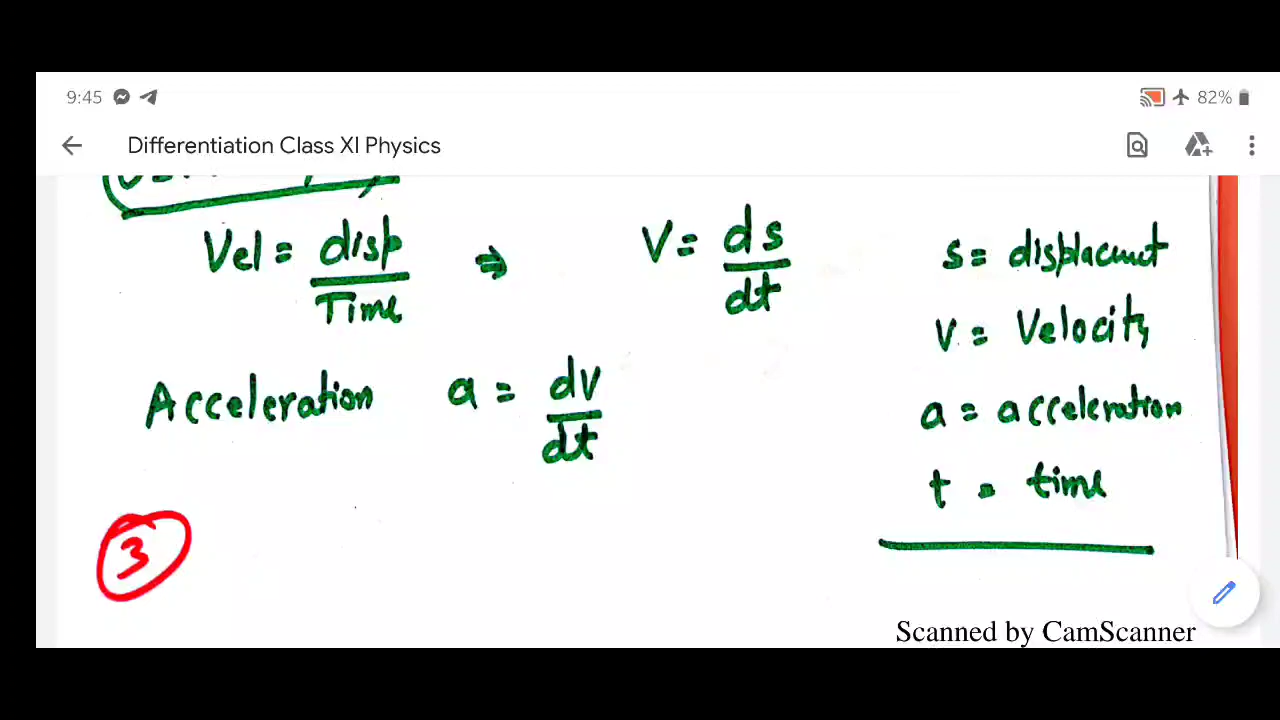 9:45 82%
Differentiation Class XI Physics
Vel = disp / Time ⇒ V = ds / dt
s = displacmnt
v = Velocity
Acceleration a = dv / dt
a = acceleration
t = time
3
Scanned by CamScanner